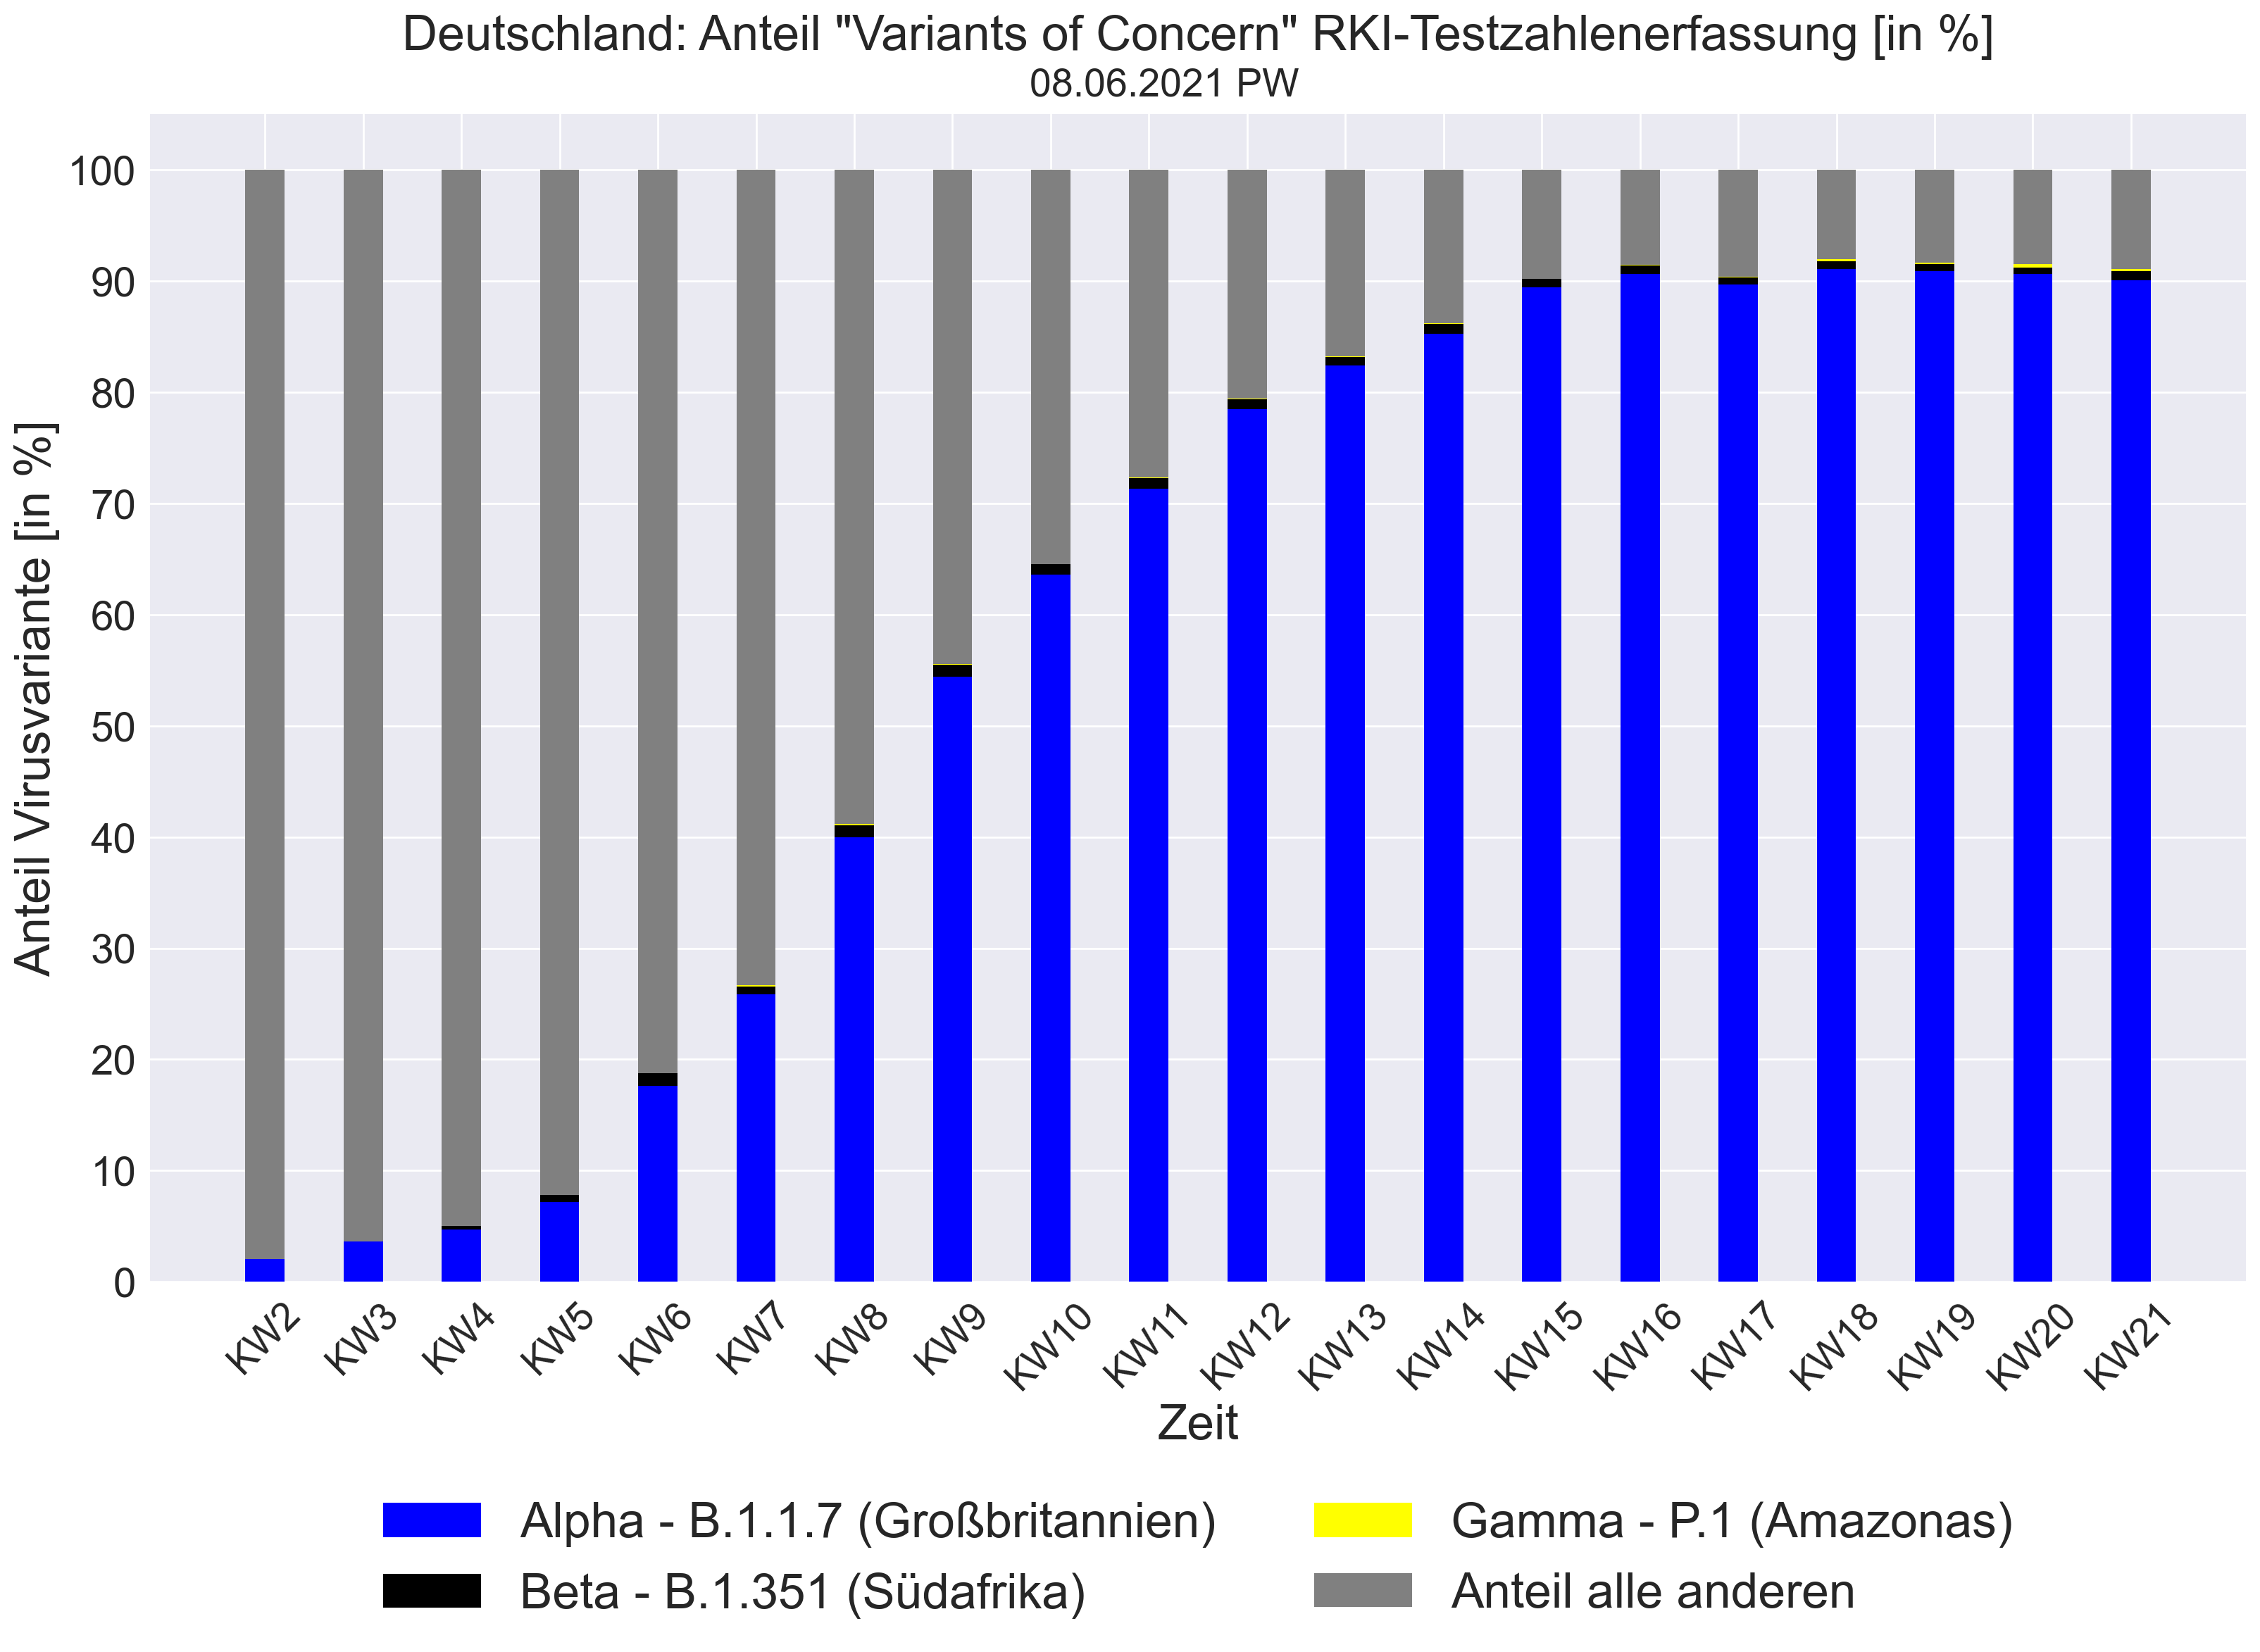 Deutschland: Anteil "Variants of Concern" RKI-Testzahlenerfassung [in %]
08.06.2021 PW
Anteil Virusvariante [in %]
100
90
80
70
60
50
40
30
20
10
0
KW2 KW3 KW4 KW5 KW6 KW7 KW8 KW9 KW10 KW11 KW12 KW13 KW14 KW15 KW16 KW17 KW18 KW19 KW20 KW21
Zeit
Alpha - B.1.1.7 (Großbritannien)
Beta - B.1.351 (Südafrika)
Gamma - P.1 (Amazonas)
Anteil alle anderen